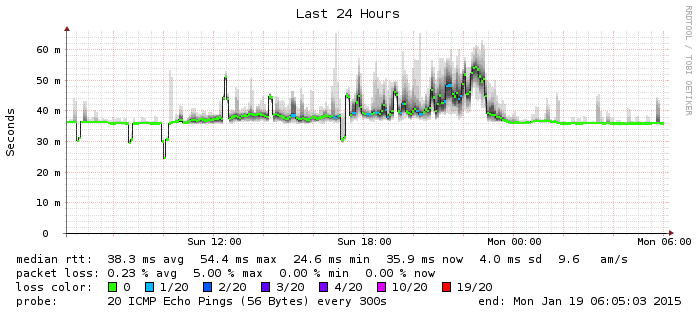 Last 24 Hours
RRDTOOL / TOBI OETIKER
Seconds
60 m
50 m
40 m
30 m
20 m
10 m
0
Sun 12:00 Sun 18:00 Mon 00:00 Mon 06:00
median rtt: 38.3 ms avg 54.4 ms max 24.6 ms min 35.9 ms now 4.0 ms sd 9.6 am/s
packet loss: 0.23 % avg 5.00 % max 0.00 % min 0.00 % now
loss color: 0 1/20 2/20 3/20 4/20 10/20 19/20
probe: 20 ICMP Echo Pings (56 Bytes) every 300s end: Mon Jan 19 06:05:03 2015